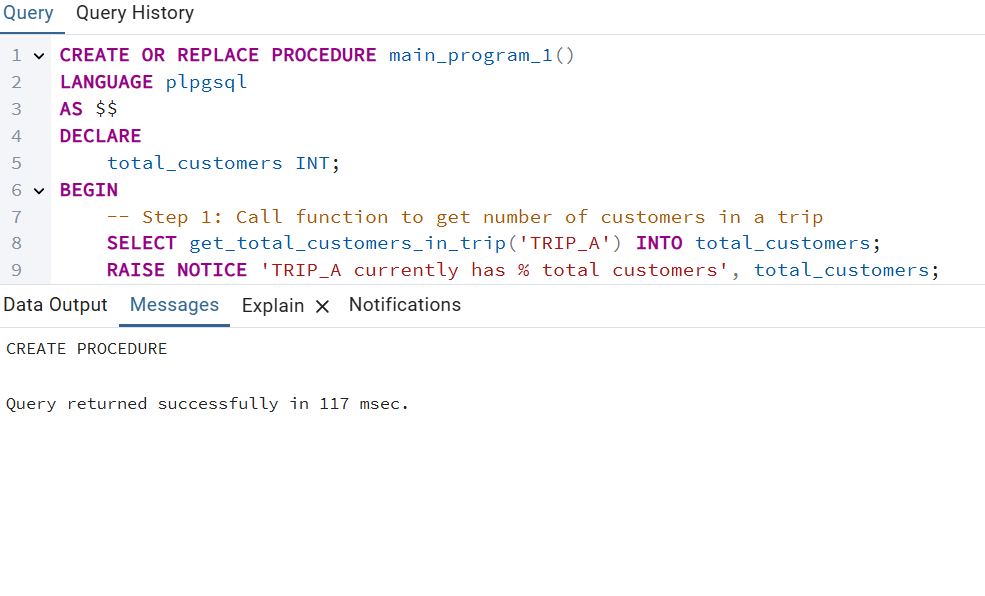 Query Query History
1 CREATE OR REPLACE PROCEDURE main_program_1()
2 LANGUAGE plpgsql
3 AS $$
4 DECLARE
5 total_customers INT;
6 BEGIN
7 -- Step 1: Call function to get number of customers in a trip
8 SELECT get_total_customers_in_trip('TRIP_A') INTO total_customers;
9 RAISE NOTICE 'TRIP_A currently has % total customers', total_customers;
Data Output Messages Explain Notifications
CREATE PROCEDURE
Query returned successfully in 117 msec.